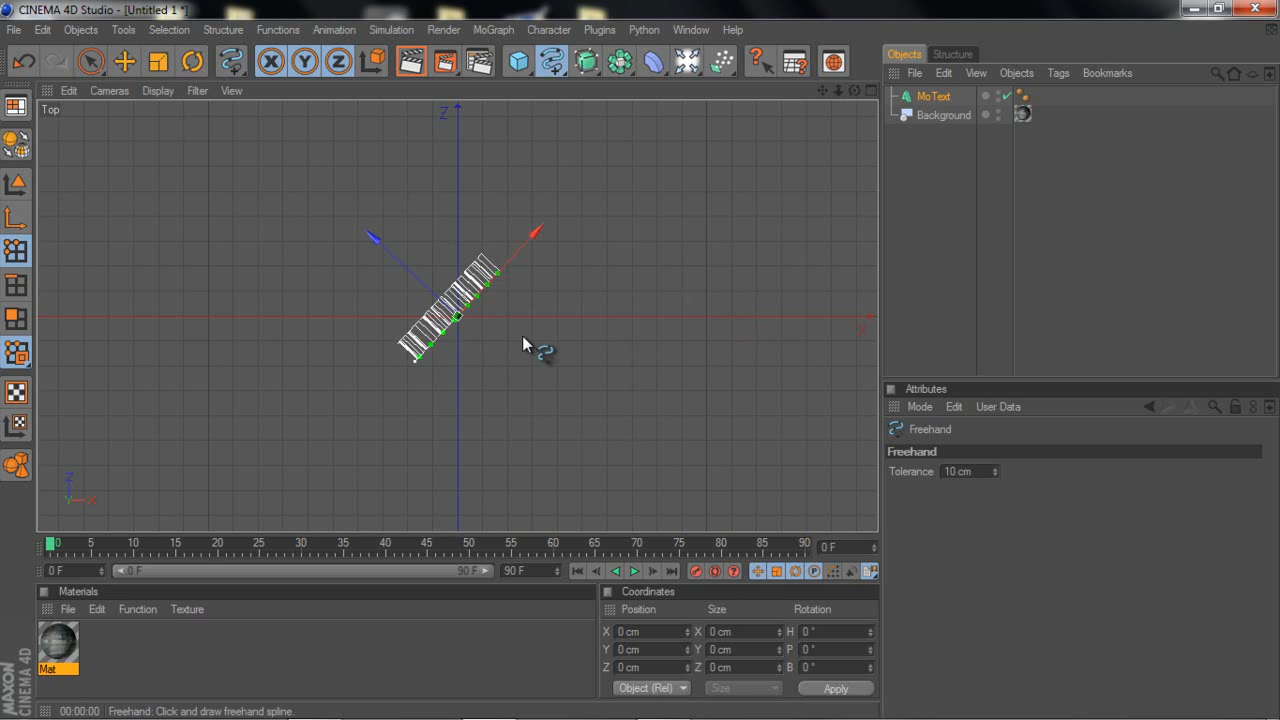 CINEMA 4D Studio - [Untitled 1 *]
File Edit Objects Tools Selection Structure Functions Animation Simulation Render MoGraph Character Plugins Python Window Help
Objects Structure
File Edit View Objects Tags Bookmarks
MoText
Background
Edit Cameras Display Filter View
Top
Z
X
Z
Y X
Attributes
Mode Edit User Data
Freehand
Freehand
Tolerance 10 cm
0 5 10 15 20 25 30 35 40 45 50 55 60 65 70 75 80 85 90 0 F
0 F 0 F 90 F 90 F
Materials
File Edit Function Texture
Mat
Coordinates
Position Size Rotation
X 0 cm X 0 cm H 0 °
Y 0 cm Y 0 cm P 0 °
Z 0 cm Z 0 cm B 0 °
Object (Rel) Size Apply
MAXON
CINEMA 4D
00:00:00 Freehand: Click and draw freehand spline.